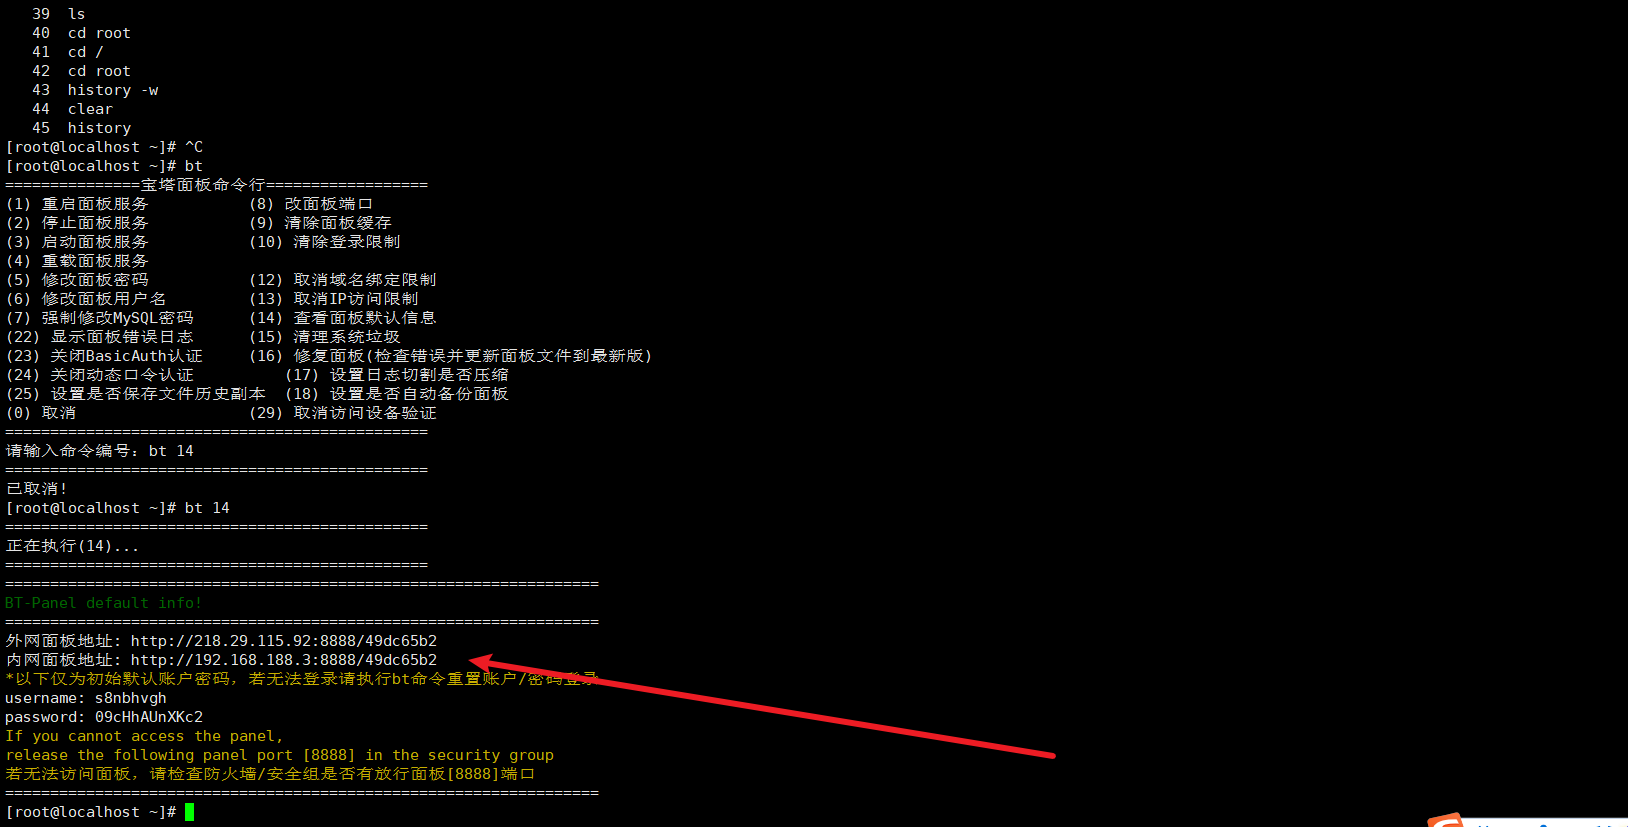 39 ls
40 cd root
41 cd /
42 cd root
43 history -w
44 clear
45 history
[root@localhost ~]# ^C
[root@localhost ~]# bt
===============宝塔面板命令行==================
(1) 重启面板服务 (8) 改面板端口
(2) 停止面板服务 (9) 清除面板缓存
(3) 启动面板服务 (10) 清除登录限制
(4) 重载面板服务
(5) 修改面板密码 (12) 取消域名绑定限制
(6) 修改面板用户名 (13) 取消IP访问限制
(7) 强制修改MySQL密码 (14) 查看面板默认信息
(22) 显示面板错误日志 (15) 清理系统垃圾
(23) 关闭BasicAuth认证 (16) 修复面板(检查错误并更新面板文件到最新版)
(24) 关闭动态口令认证 (17) 设置日志切割是否压缩
(25) 设置是否保存文件历史副本 (18) 设置是否自动备份面板
(0) 取消 (29) 取消访问设备验证
===============================================
请输入命令编号：bt 14
===============================================
已取消!
[root@localhost ~]# bt 14
===============================================
正在执行(14)...
===============================================
==================================================================
BT-Panel default info!
==================================================================
外网面板地址: http://218.29.115.92:8888/49dc65b2
内网面板地址: http://192.168.188.3:8888/49dc65b2
*以下仅为初始默认账户密码，若无法登录请执行bt命令重置账户/密码登录
username: s8nbhvgh
password: 09cHhAUnXKc2
If you cannot access the panel,
release the following panel port [8888] in the security group
若无法访问面板，请检查防火墙/安全组是否有放行面板[8888]端口
==================================================================
[root@localhost ~]#